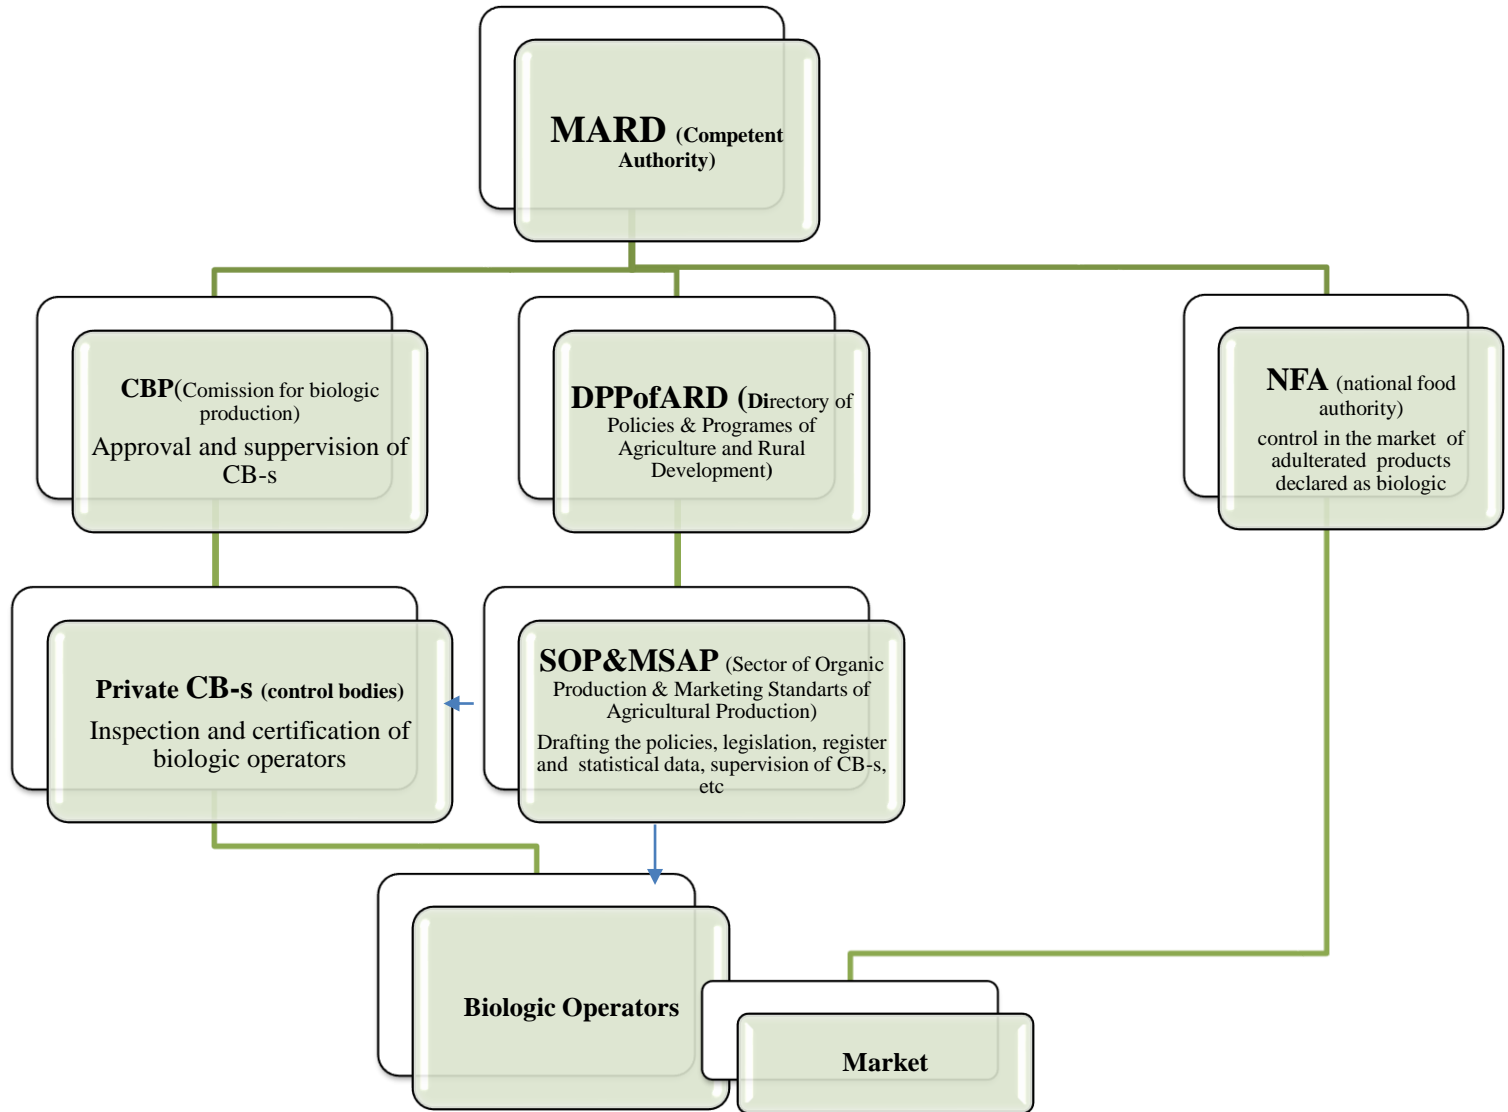 MARD (Competent
Authority)
CBP(Comission for biologic
production)
Approval and suppervision of
CB-s
DPPofARD (Directory of
Policies & Programes of
Agriculture and Rural
Development)
NFA (national food
authority)
control in the market of
adulterated products
declared as biologic
Private CB-s (control bodies)
Inspection and certification of
biologic operators
SOP&MSAP (Sector of Organic
Production & Marketing Standarts of
Agricultural Production)
Drafting the policies, legislation, register
and statistical data, supervision of CB-s,
etc
Biologic Operators
Market